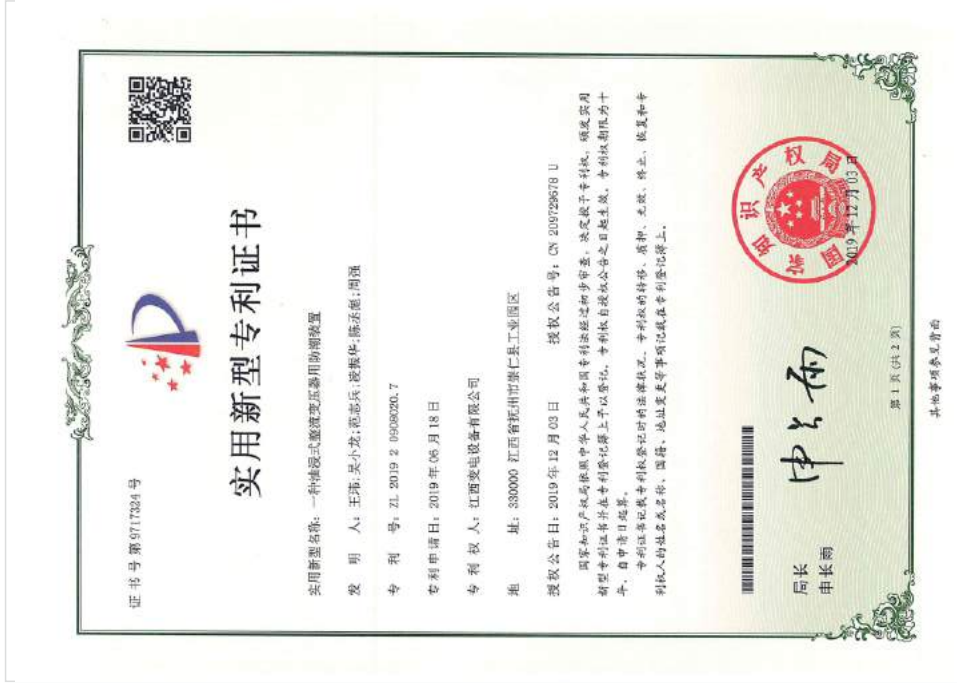 证书号第9717324号
实用新型专利证书
实用新型名称：一种油浸式整流变压器用防潮装置
发 明 人：王玮;吴小龙;范志兵;凌振华;陈丞彪;周强
专 利 号：ZL 2019 2 0908020.7
专利申请日：2019年06月18日
专 利 权 人：江西变电设备有限公司
地 址：330000 江西省抚州市崇仁县工业园区
授权公告日：2019年12月03日 授权公告号：CN 209729678 U
国家知识产权局依照中华人民共和国专利法经过初步审查，决定授予专利权，颁发实用
新型专利证书并在专利登记簿上予以登记。专利权自授权公告之日起生效。专利权期限为十
年，自申请日起算。
专利证书记载专利权登记时的法律状况。专利权的转移、质押、无效、终止、恢复和专
利权人的姓名或名称、国籍、地址变更等事项记载在专利登记簿上。
局长
申长雨
申长雨
国家知识产权局
2019年12月03日
第 1 页 (共 2 页)
其他事项参见背面